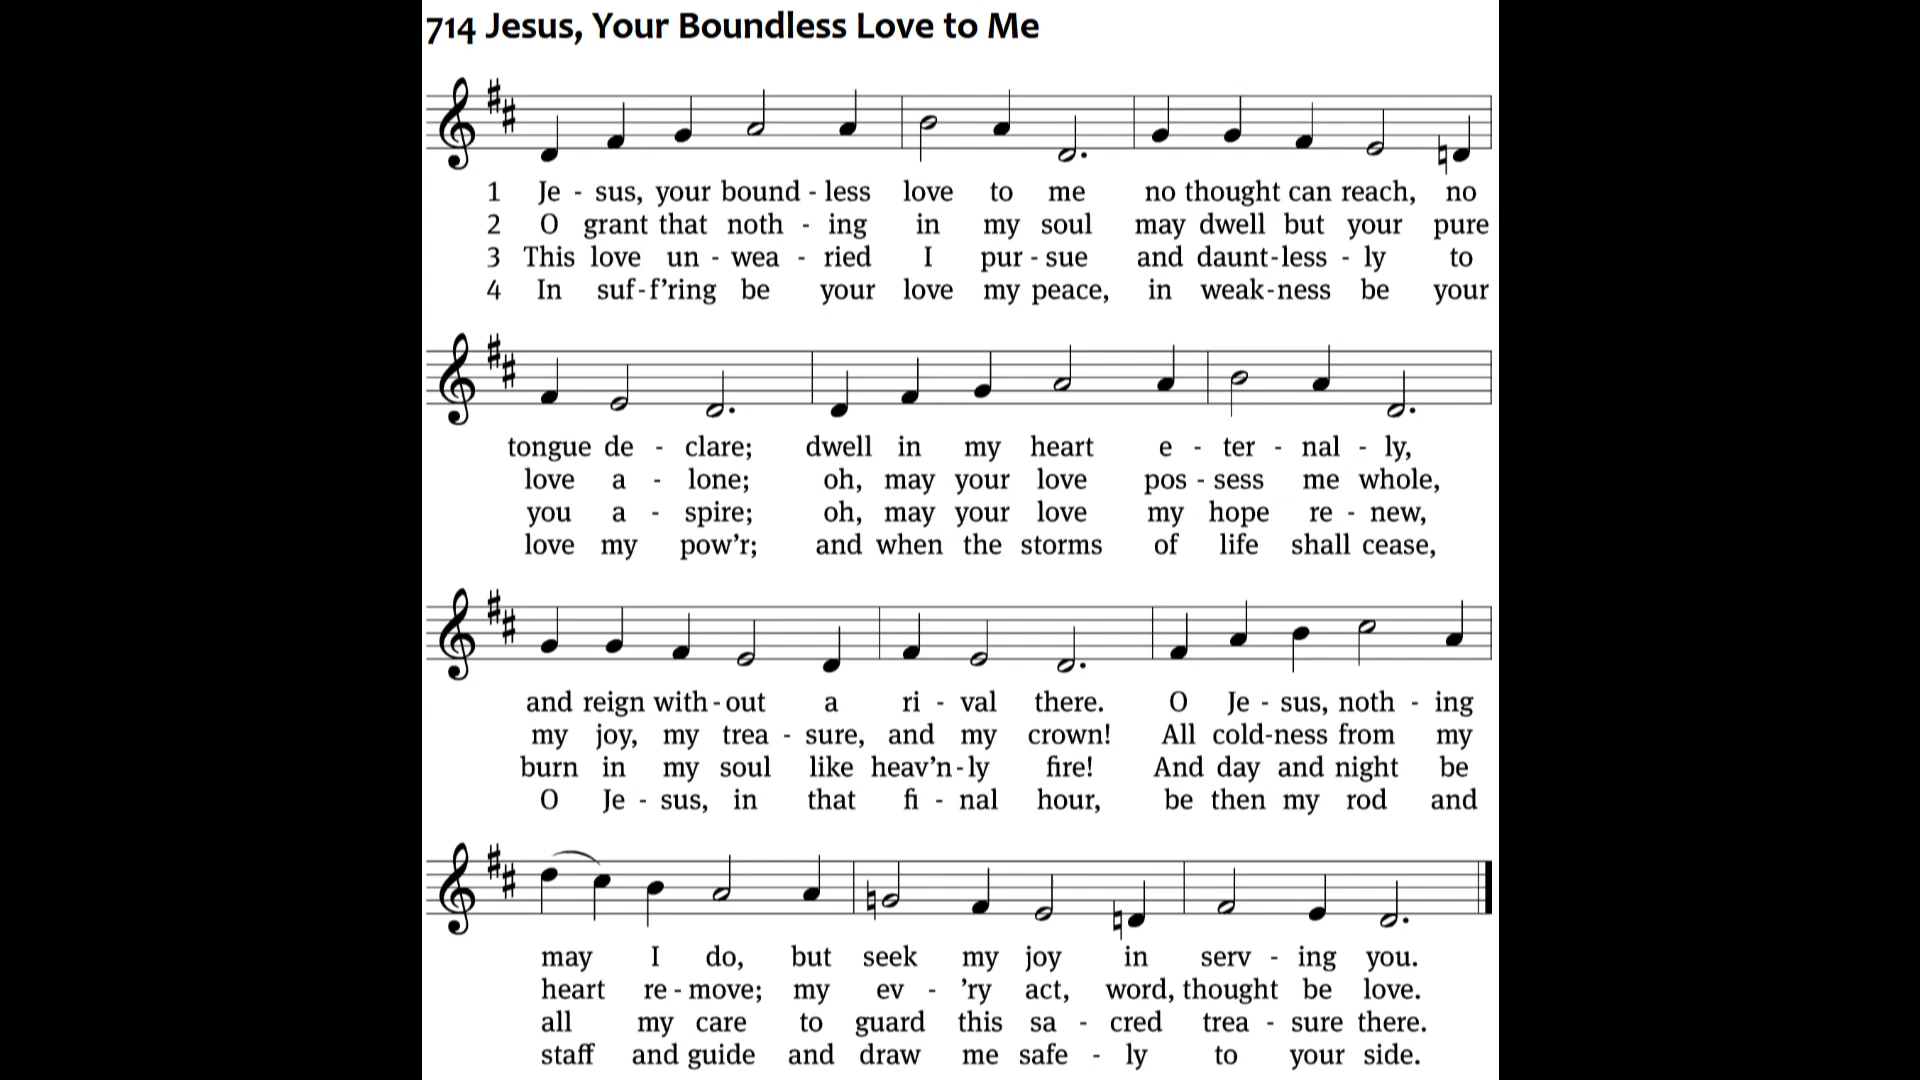 714 Jesus, Your Boundless Love to Me
1 Je - sus, your bound - less love to me no thought can reach, no
2 O grant that noth - ing in my soul may dwell but your pure
3 This love un - wea - ried I pur - sue and daunt - less - ly to
4 In suf - f’ring be your love my peace, in weak - ness be your
tongue de - clare; dwell in my heart e - ter - nal - ly,
love a - lone; oh, may your love pos - sess me whole,
you a - spire; oh, may your love my hope re - new,
love my pow’r; and when the storms of life shall cease,
and reign with - out a ri - val there. O Je - sus, noth - ing
my joy, my trea - sure, and my crown! All cold - ness from my
burn in my soul like heav’n - ly fire! And day and night be
O Je - sus, in that fi - nal hour, be then my rod and
may I do, but seek my joy in serv - ing you.
heart re - move; my ev - ’ry act, word, thought be love.
all my care to guard this sa - cred trea - sure there.
staff and guide and draw me safe - ly to your side.